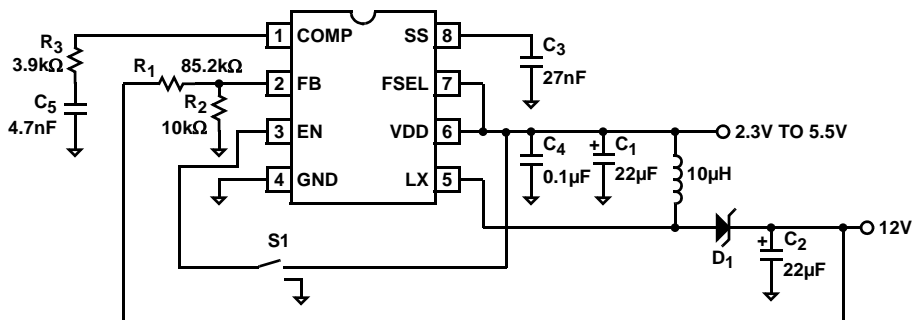 R3
3.9kΩ
C5
4.7nF
R1
85.2kΩ
R2
10kΩ
1
COMP
2
FB
3
EN
4
GND
SS
8
FSEL
7
VDD
6
LX
5
C3
27nF
2.3V TO 5.5V
C4
0.1µF
+
C1
22µF
10µH
D1
+
C2
22µF
12V
S1